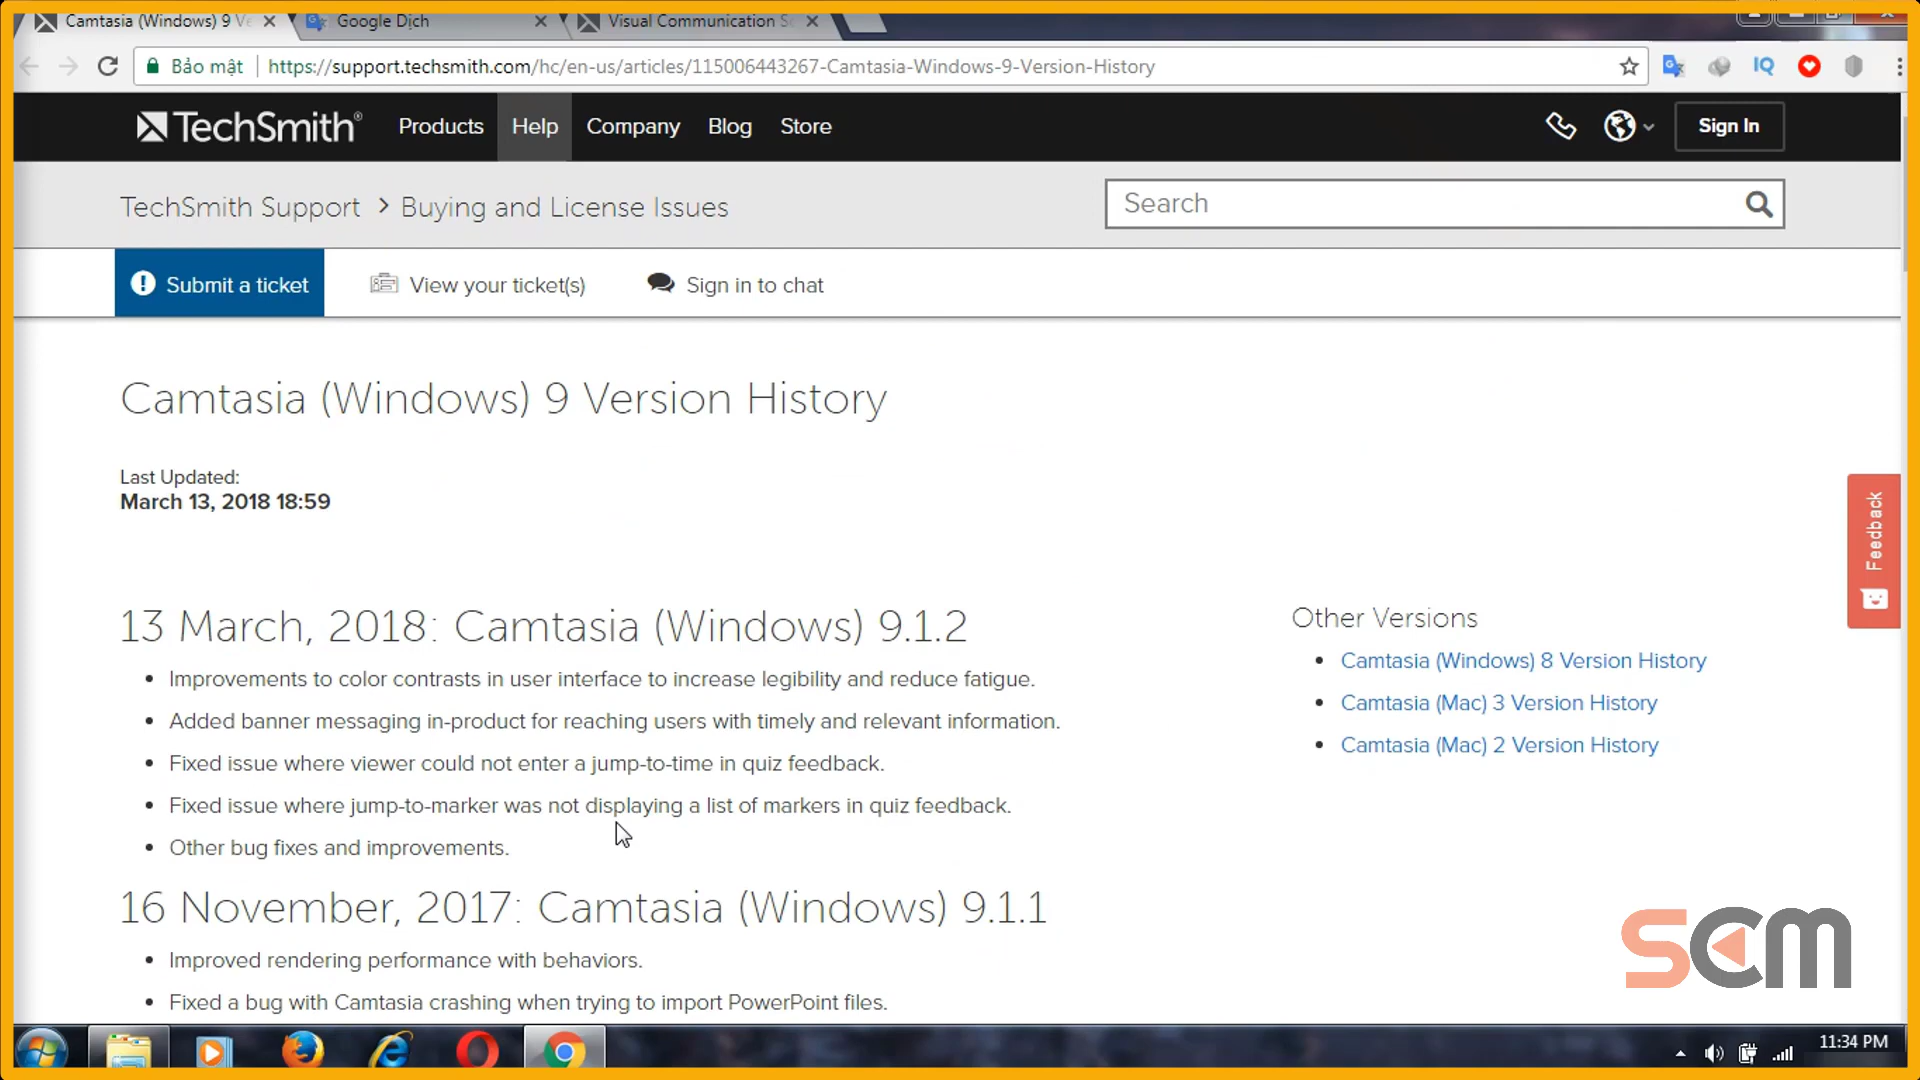 Camtasia (Windows) 9 Ve
Google Dịch
Visual Communication S
Bảo mật
https://support.techsmith.com/hc/en-us/articles/115006443267-Camtasia-Windows-9-Version-History
IQ
TechSmith®
Products
Help
Company
Blog
Store
Sign In
TechSmith Support > Buying and License Issues
Search
Submit a ticket
View your ticket(s)
Sign in to chat
Camtasia (Windows) 9 Version History
Last Updated:
March 13, 2018 18:59
Feedback
13 March, 2018: Camtasia (Windows) 9.1.2
• Improvements to color contrasts in user interface to increase legibility and reduce fatigue.
• Added banner messaging in-product for reaching users with timely and relevant information.
• Fixed issue where viewer could not enter a jump-to-time in quiz feedback.
• Fixed issue where jump-to-marker was not displaying a list of markers in quiz feedback.
• Other bug fixes and improvements.
Other Versions
• Camtasia (Windows) 8 Version History
• Camtasia (Mac) 3 Version History
• Camtasia (Mac) 2 Version History
16 November, 2017: Camtasia (Windows) 9.1.1
• Improved rendering performance with behaviors.
• Fixed a bug with Camtasia crashing when trying to import PowerPoint files.
SCM
11:34 PM